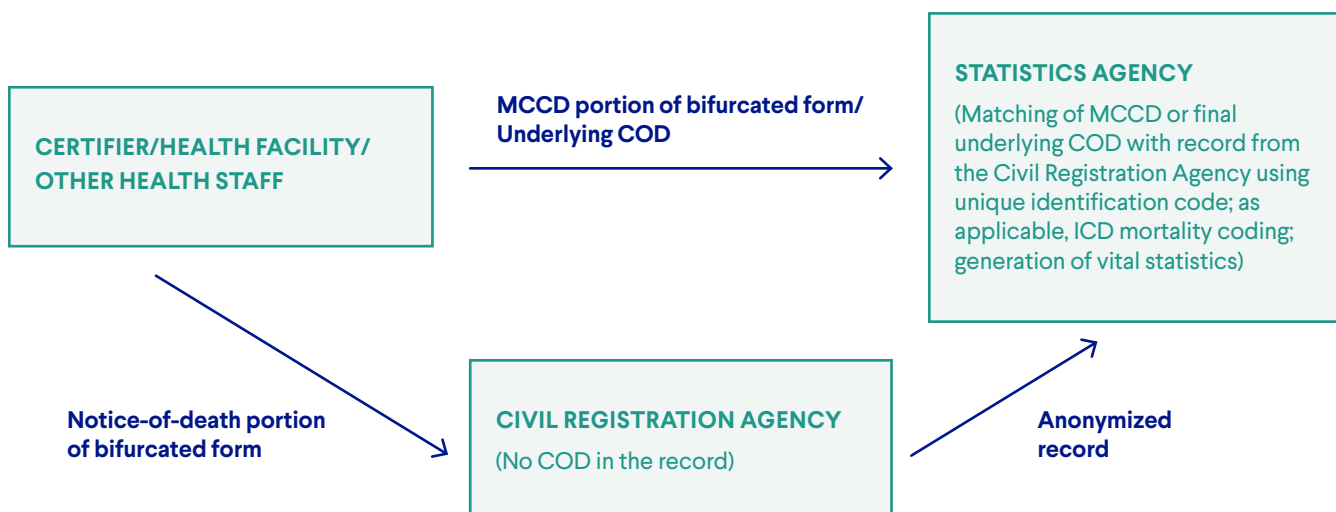 CERTIFIER/HEALTH FACILITY/
OTHER HEALTH STAFF
MCCD portion of bifurcated form/
Underlying COD
STATISTICS AGENCY
(Matching of MCCD or final
underlying COD with record from
the Civil Registration Agency using
unique identification code; as
applicable, ICD mortality coding;
generation of vital statistics)
Notice-of-death portion
of bifurcated form
CIVIL REGISTRATION AGENCY
(No COD in the record)
Anonymized
record